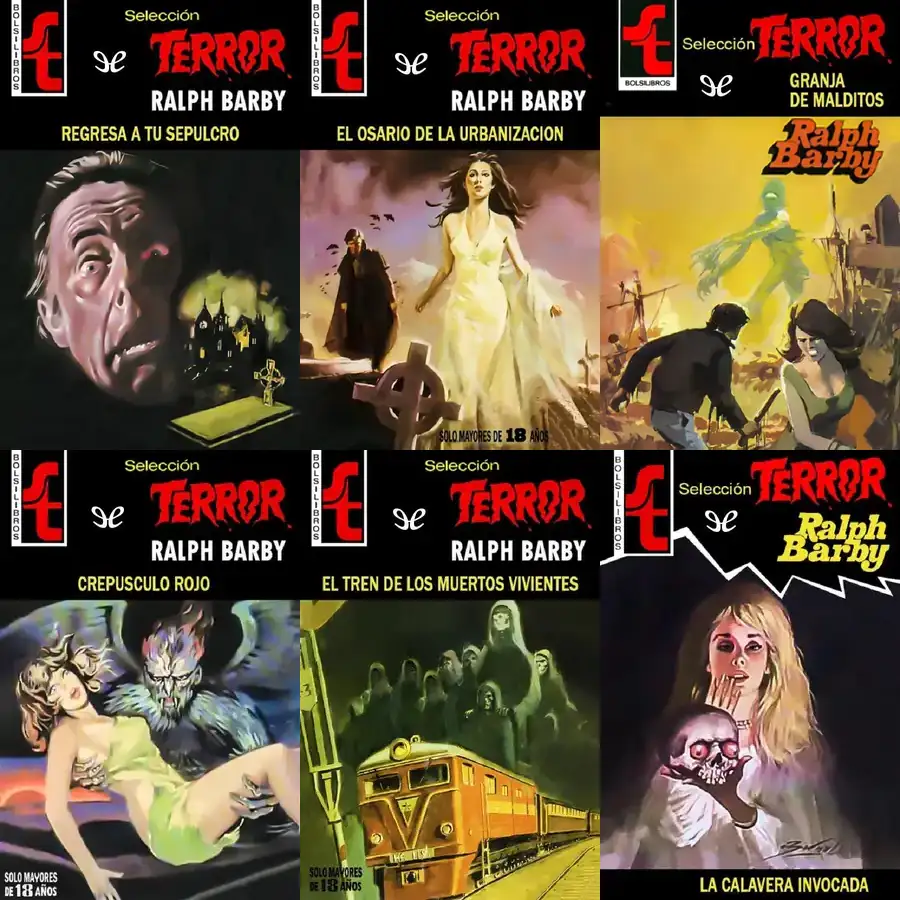 BOLSILIBROS
Selección
TERROR
RALPH BARBY
REGRESA A TU SEPULCRO
BOLSILIBROS
Selección
TERROR
RALPH BARBY
EL OSARIO DE LA URBANIZACION
SOLO MAYORES DE 18 AÑOS
BOLSILIBROS
Selección TERROR
GRANJA
DE MALDITOS
Ralph
Barby
BOLSILIBROS
Selección
TERROR
RALPH BARBY
CREPUSCULO ROJO
SOLO MAYORES
DE 18 AÑOS
BOLSILIBROS
Selección
TERROR
RALPH BARBY
EL TREN DE LOS MUERTOS VIVIENTES
SOLO MAYORES
DE 18 AÑOS
BOLSILIBROS
Selección TERROR
Ralph
Barby
LA CALAVERA INVOCADA